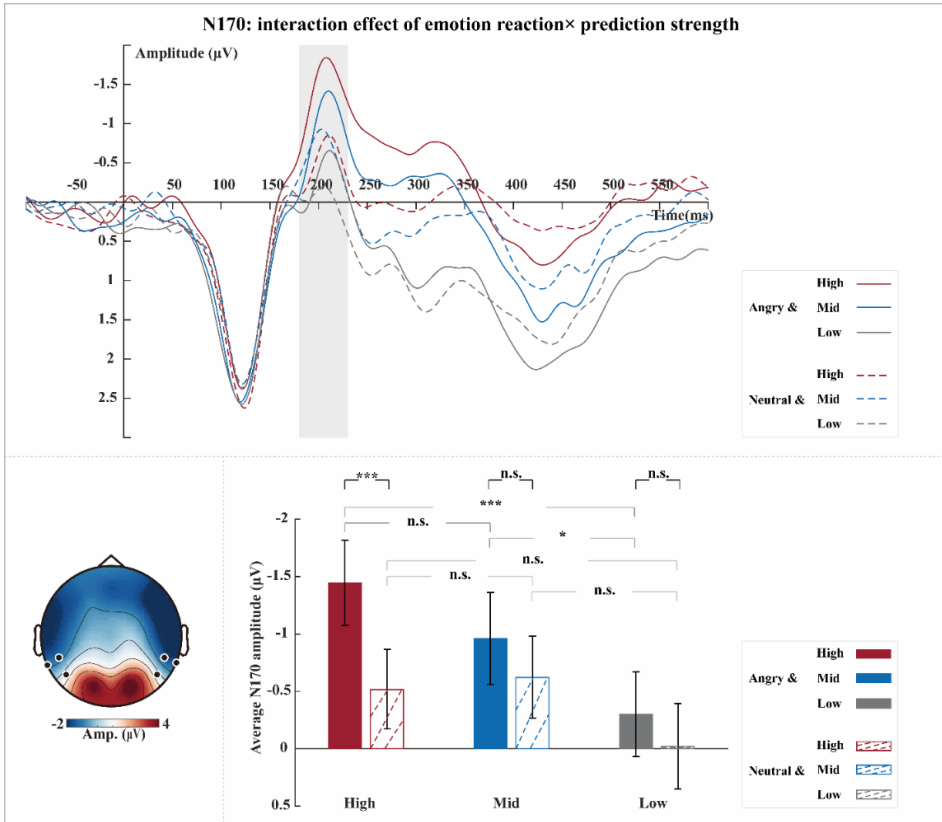 N170: interaction effect of emotion reaction× prediction strength
Amplitude (μV)
-1.5
-1
-0.5
-50 0 50 100 150 200 250 300 350 400 450 500 550
Time(ms)
0.5
1
1.5
2
2.5
High
Angry & Mid
Low
High
Neutral & Mid
Low
*** n.s. n.s.
***
n.s.
*
n.s.
n.s.
n.s.
-2
-1.5
-1
-0.5
0
0.5
Average N170 amplitude (μV)
High Mid Low
-2 4
Amp. (μV)
High
Angry & Mid
Low
High
Neutral & Mid
Low